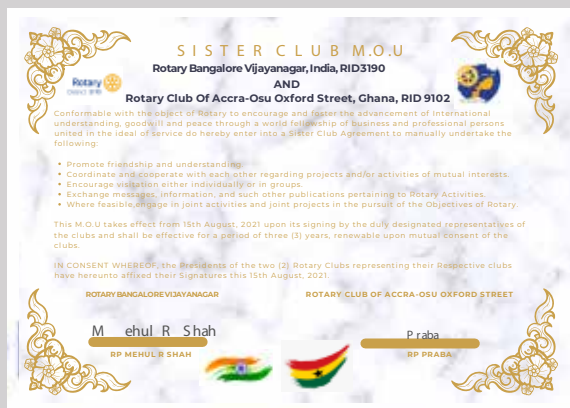 SISTER CLUB M.O.U
Rotary Bangalore Vijayanagar, India, RID3190
AND
Rotary
Rotary Club Of Accra-Osu Oxford Street, Ghana, RID 9102
Conformable with the object of Rotary to encourage and foster the advancement of International
understanding, goodwill and peace through a world fellowship of business and professional persons
united in the ideal of service do hereby enter into a Sister Club Agreement to manually undertake the
following:
• Promote friendship and understanding.
• Coordinate and cooperate with each other regarding projects and/or activities of mutual interests.
• Encourage visitation either individually or in groups.
• Exchange messages, information, and such other publications pertaining to Rotary Activities.
• Where feasible,engage in joint activities and joint projects in the pursuit of the Objectives of Rotary.
This M.O.U takes effect from 15th August, 2021 upon its signing by the duly designated representatives of
the clubs and shall be effective for a period of three (3) years, renewable upon mutual consent of the
clubs.
IN CONSENT WHEREOF, the Presidents of the two (2) Rotary Clubs representing their Respective clubs
have hereunto affixed their Signatures this 15th August, 2021.
ROTARY BANGALORE VIJAYANAGAR
ROTARY CLUB OF ACCRA-OSU OXFORD STREET
Mehul R Shah
Praba
RP MEHUL R SHAH
RP PRABA